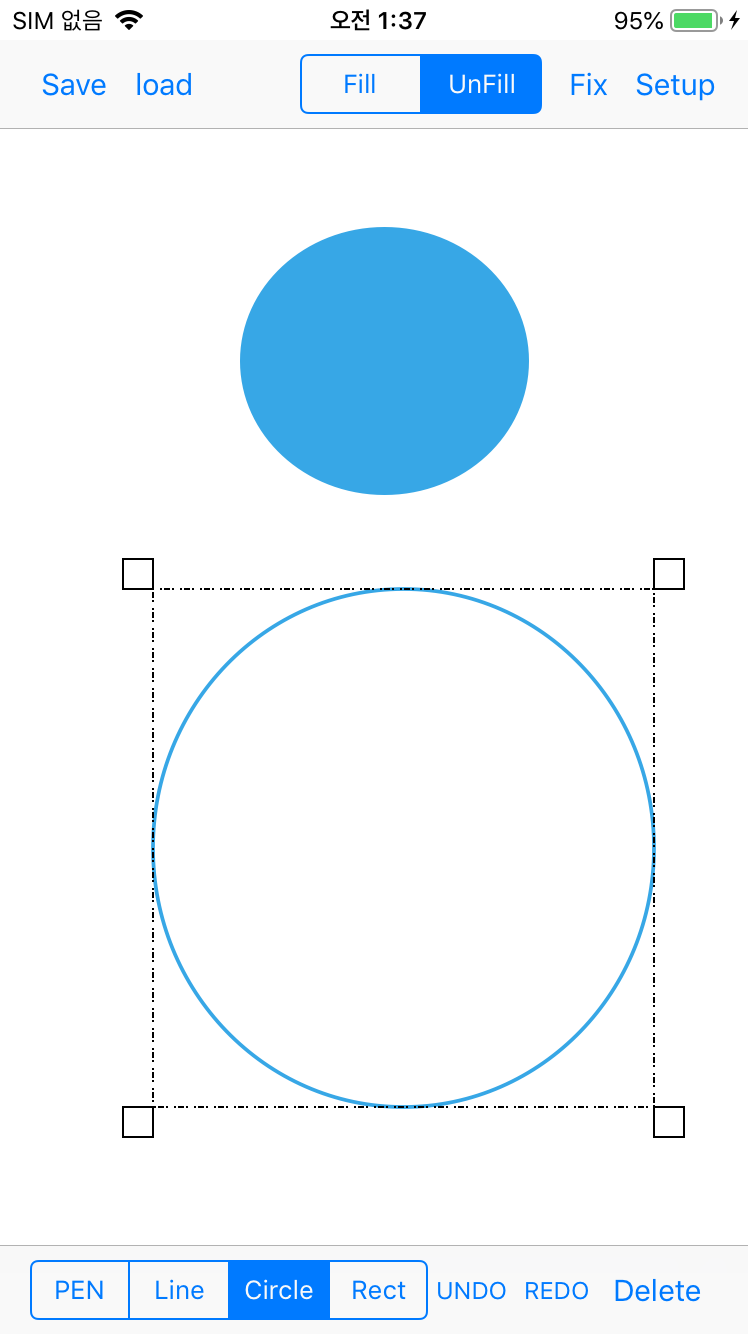 SIM 없음 오전 1:37 95%
Save load Fill UnFill Fix Setup
PEN Line Circle Rect UNDO REDO Delete